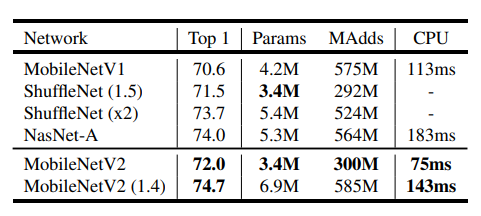 Network Top 1 Params MAdds CPU
MobileNetV1 70.6 4.2M 575M 113ms
ShuffleNet (1.5) 71.5 3.4M 292M -
ShuffleNet (x2) 73.7 5.4M 524M -
NasNet-A 74.0 5.3M 564M 183ms
MobileNetV2 72.0 3.4M 300M 75ms
MobileNetV2 (1.4) 74.7 6.9M 585M 143ms